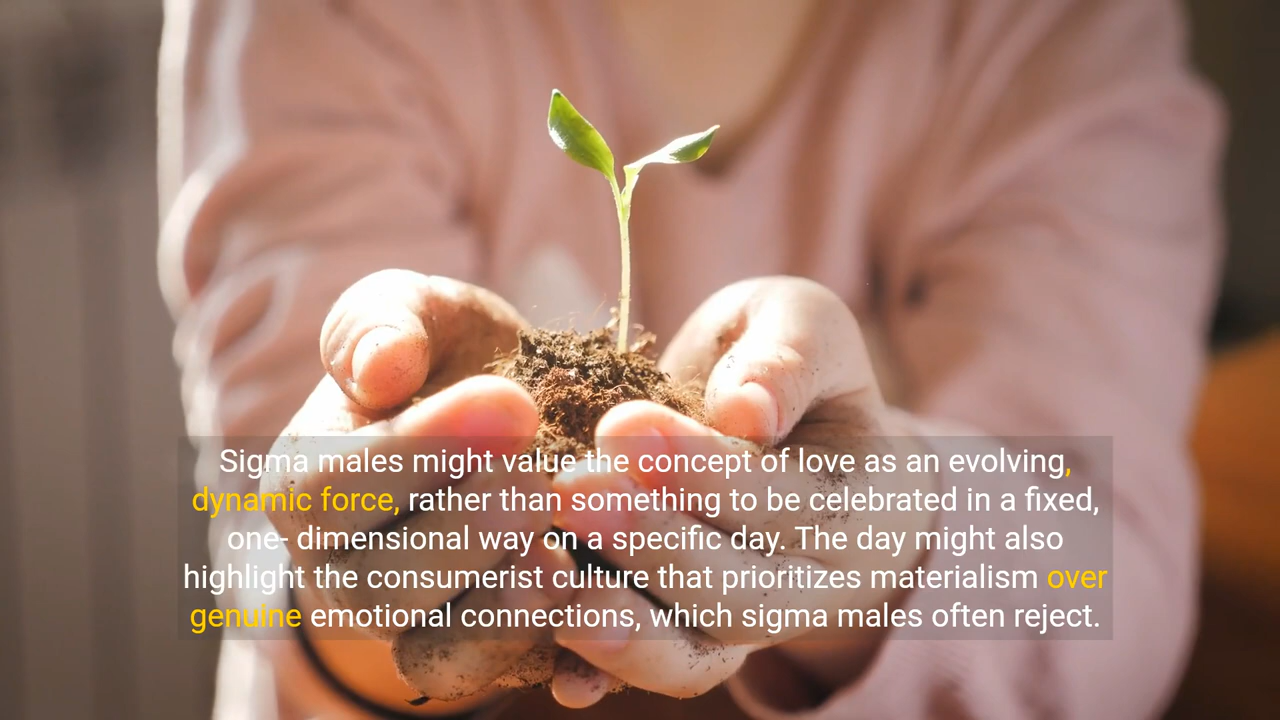 Sigma males might value the concept of love as an evolving,
dynamic force, rather than something to be celebrated in a fixed,
one- dimensional way on a specific day. The day might also
highlight the consumerist culture that prioritizes materialism over
genuine emotional connections, which sigma males often reject.